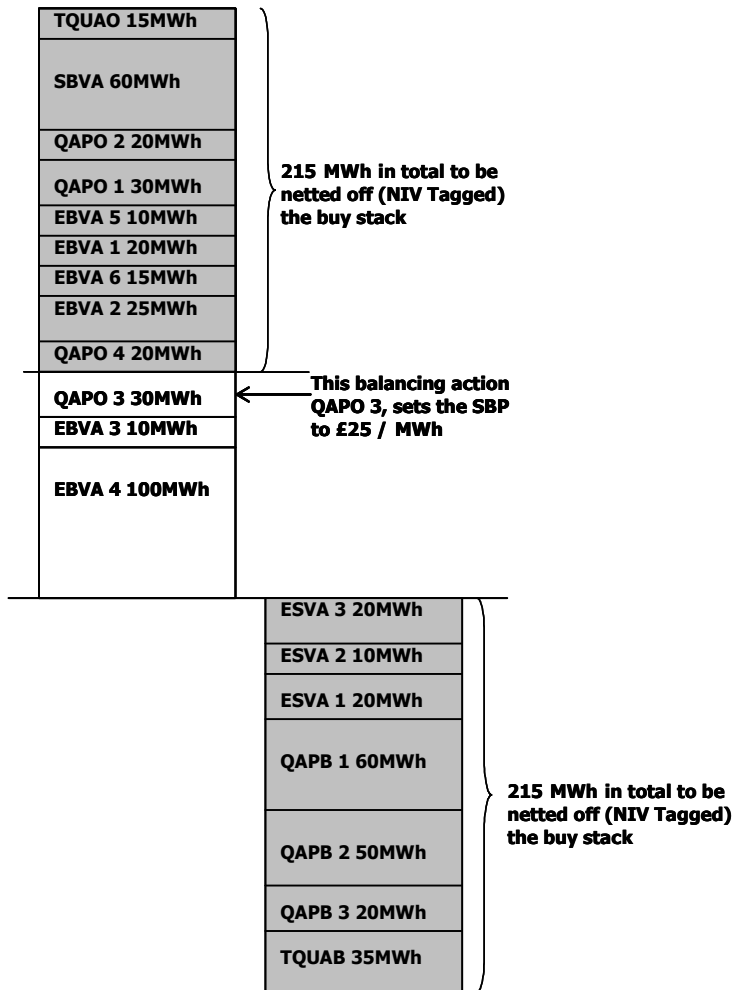 TQUAO 15MWh
SBVA 60MWh
QAPO 2 20MWh
QAPO 1 30MWh
EBVA 5 10MWh
EBVA 1 20MWh
EBVA 6 15MWh
EBVA 2 25MWh
QAPO 4 20MWh
215 MWh in total to be
netted off (NIV Tagged)
the buy stack
QAPO 3 30MWh
EBVA 3 10MWh
EBVA 4 100MWh
This balancing action
QAPO 3, sets the SBP
to £25 / MWh
ESVA 3 20MWh
ESVA 2 10MWh
ESVA 1 20MWh
QAPB 1 60MWh
QAPB 2 50MWh
QAPB 3 20MWh
TQUAB 35MWh
215 MWh in total to be
netted off (NIV Tagged)
the buy stack